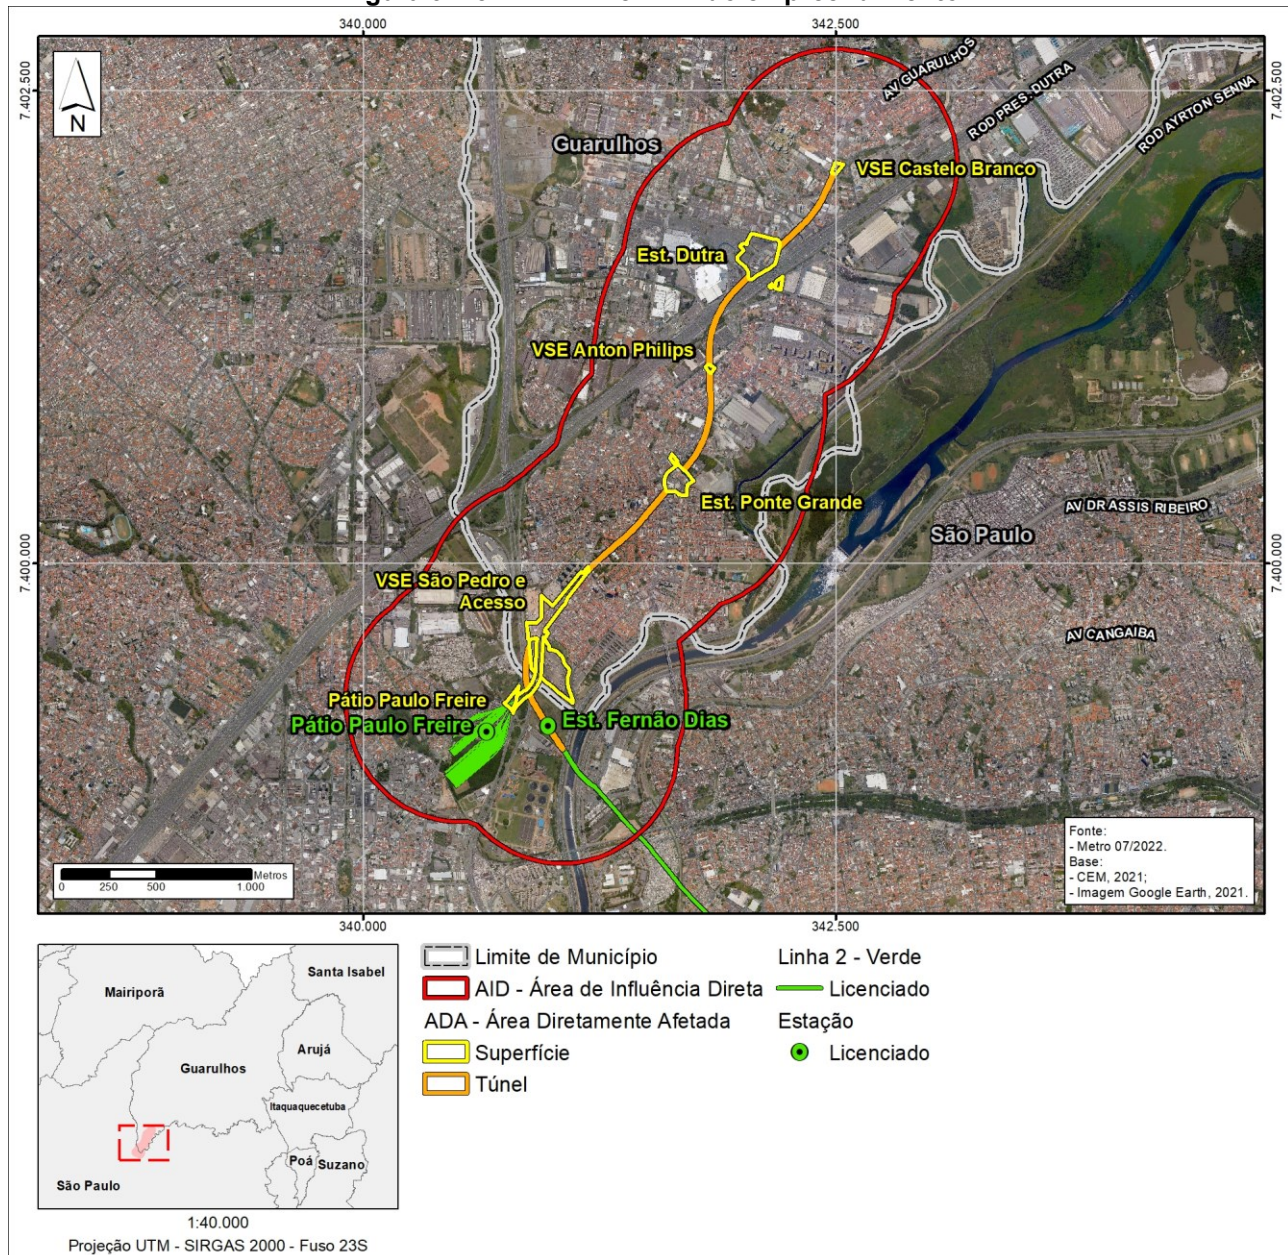 340.000
342.500
7.402.500
7.402.500
AV GUARULHOS
ROD PRES. DUTRA
ROD AYRTON SENNA
N
Guarulhos
VSE Castelo Branco
Est. Dutra
VSE Anton Philips
Est. Ponte Grande
AV DR ASSIS RIBEIRO
São Paulo
7.400.000
7.400.000
VSE São Pedro e
Acesso
AV CANGAIBA
Pátio Paulo Freire
Pátio Paulo Freire
Est. Fernão Dias
Fonte:
- Metro 07/2022.
Base:
- CEM, 2021;
- Imagem Google Earth, 2021.
Metros
0 250 500 1.000
340.000
342.500
Mairiporã
Santa Isabel
Guarulhos
Arujá
Itaquaquecetuba
Poá
Suzano
São Paulo
1:40.000
Projeção UTM - SIRGAS 2000 - Fuso 23S
Limite de Município
AID - Área de Influência Direta
ADA - Área Diretamente Afetada
Superfície
Túnel
Linha 2 - Verde
Licenciado
Estação
Licenciado